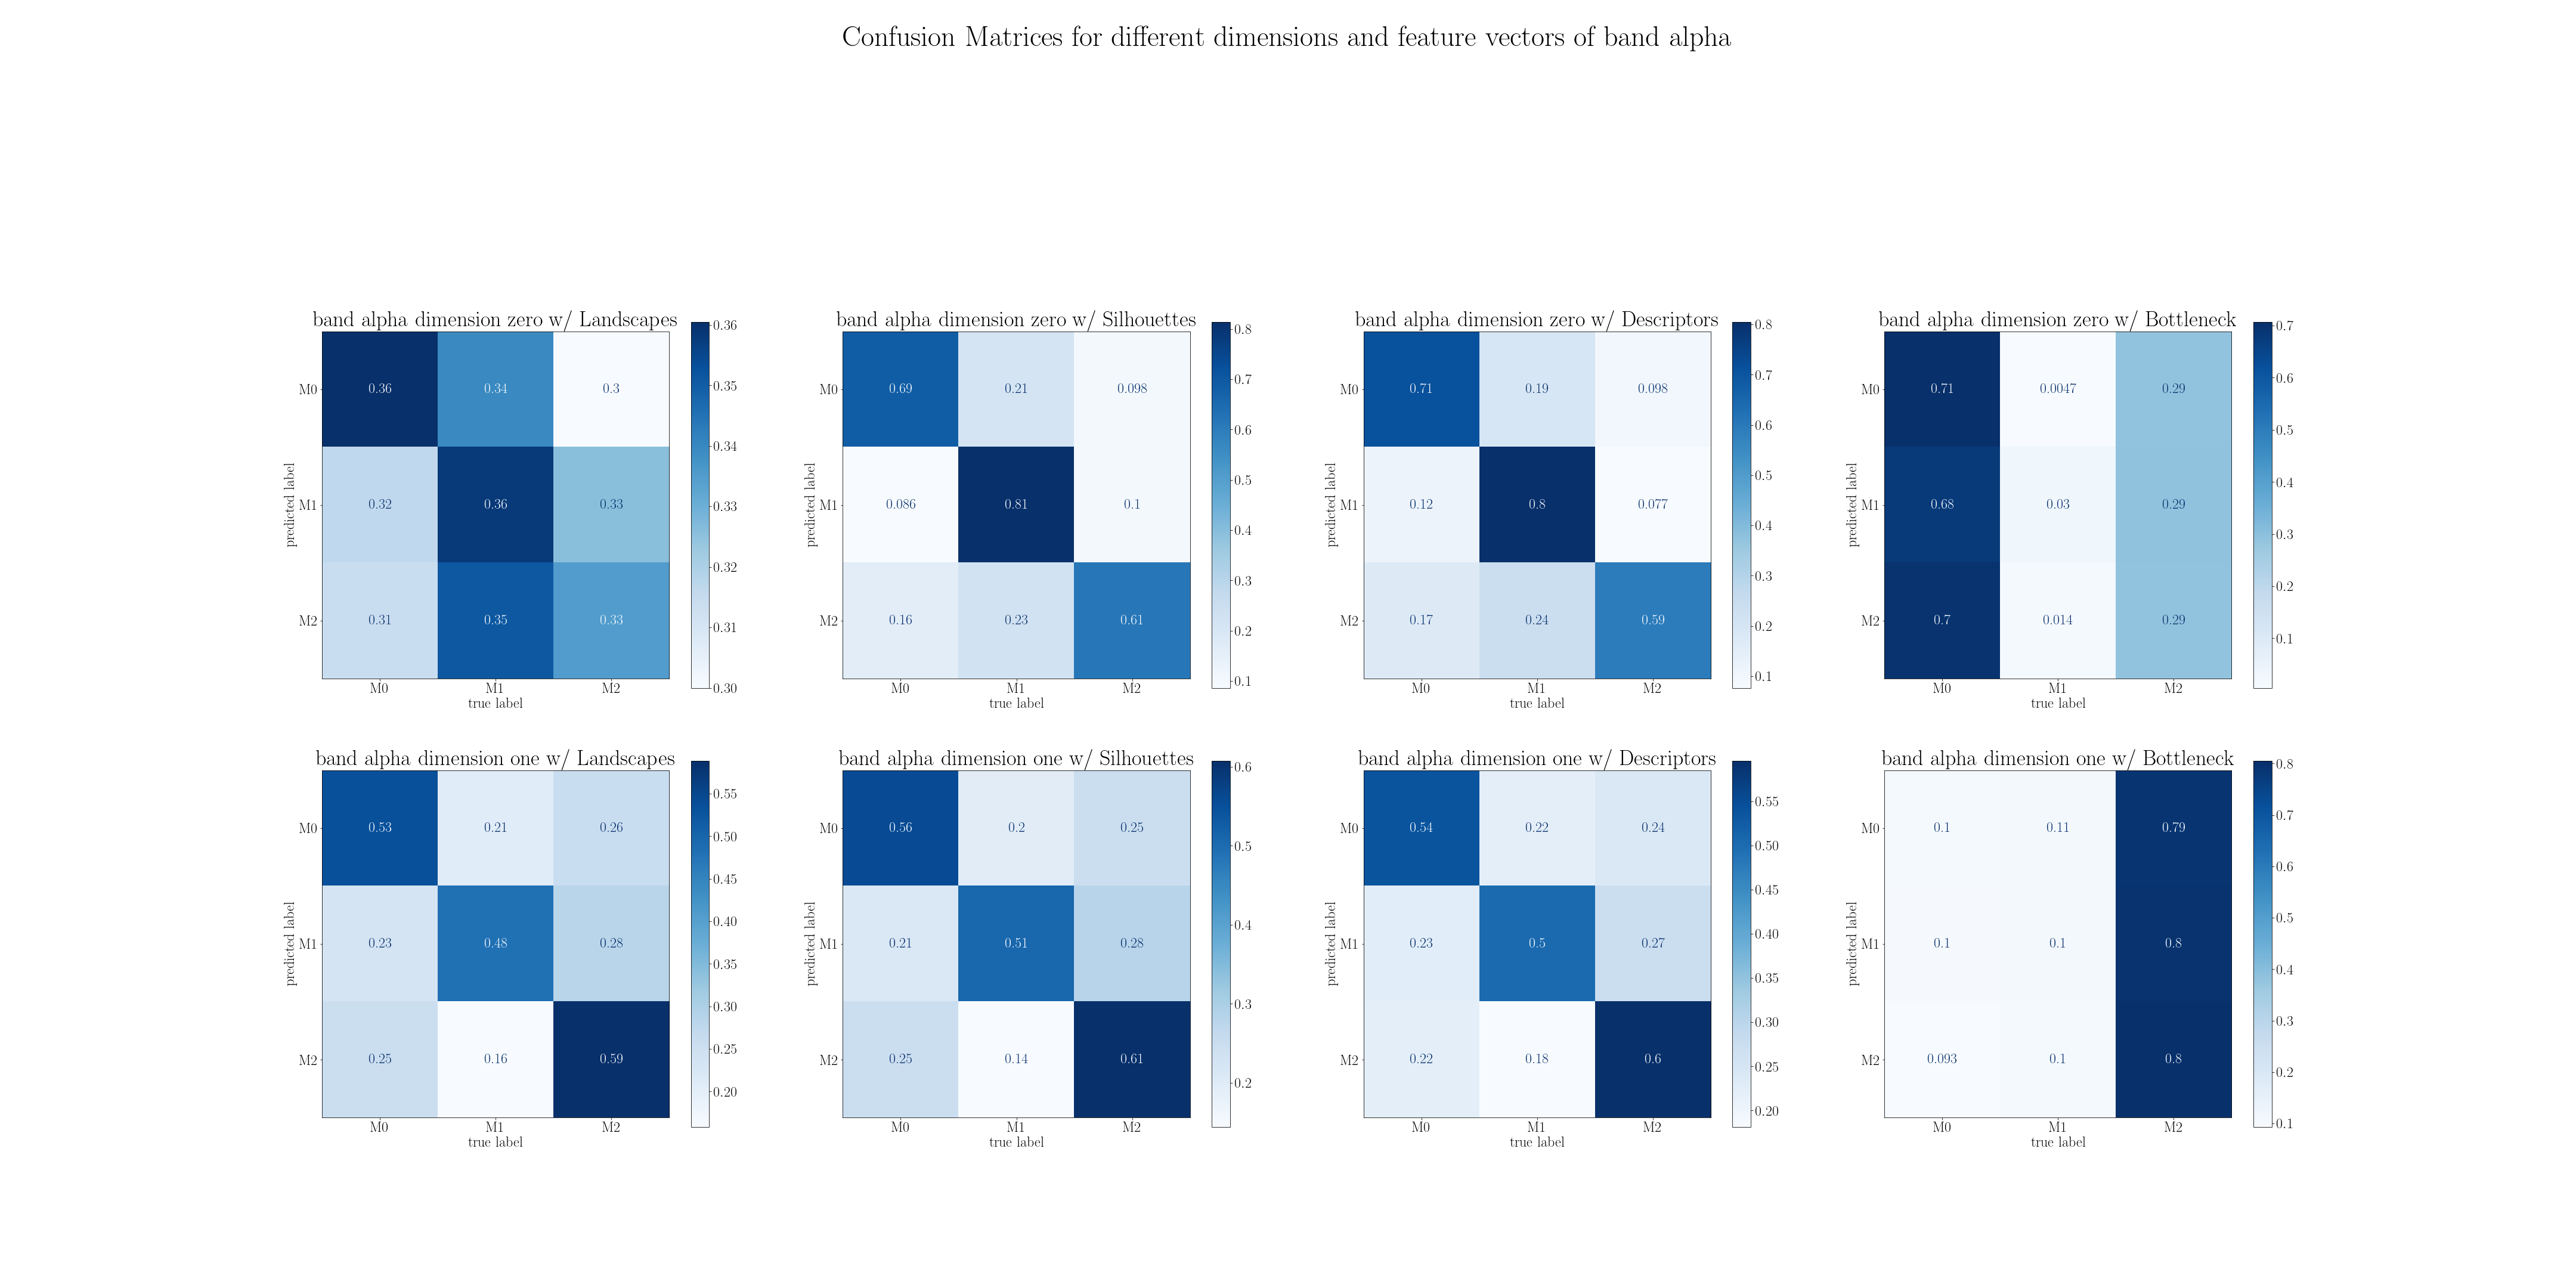 Confusion Matrices for different dimensions and feature vectors of band alpha
band alpha dimension zero w/ Landscapes
predicted label
M0 0.36 0.34 0.3
M1 0.32 0.36 0.33
M2 0.31 0.35 0.33
M0 M1 M2
true label
0.36
0.35
0.34
0.33
0.32
0.31
0.30
band alpha dimension zero w/ Silhouettes
predicted label
M0 0.69 0.21 0.098
M1 0.086 0.81 0.1
M2 0.16 0.23 0.61
M0 M1 M2
true label
0.8
0.7
0.6
0.5
0.4
0.3
0.2
0.1
band alpha dimension zero w/ Descriptors
predicted label
M0 0.71 0.19 0.098
M1 0.12 0.8 0.077
M2 0.17 0.24 0.59
M0 M1 M2
true label
0.8
0.7
0.6
0.5
0.4
0.3
0.2
0.1
band alpha dimension zero w/ Bottleneck
predicted label
M0 0.71 0.0047 0.29
M1 0.68 0.03 0.29
M2 0.7 0.014 0.29
M0 M1 M2
true label
0.7
0.6
0.5
0.4
0.3
0.2
0.1
band alpha dimension one w/ Landscapes
predicted label
M0 0.53 0.21 0.26
M1 0.23 0.48 0.28
M2 0.25 0.16 0.59
M0 M1 M2
true label
0.55
0.50
0.45
0.40
0.35
0.30
0.25
0.20
band alpha dimension one w/ Silhouettes
predicted label
M0 0.56 0.2 0.25
M1 0.21 0.51 0.28
M2 0.25 0.14 0.61
M0 M1 M2
true label
0.6
0.5
0.4
0.3
0.2
band alpha dimension one w/ Descriptors
predicted label
M0 0.54 0.22 0.24
M1 0.23 0.5 0.27
M2 0.22 0.18 0.6
M0 M1 M2
true label
0.55
0.50
0.45
0.40
0.35
0.30
0.25
0.20
band alpha dimension one w/ Bottleneck
predicted label
M0 0.1 0.11 0.79
M1 0.1 0.1 0.8
M2 0.093 0.1 0.8
M0 M1 M2
true label
0.8
0.7
0.6
0.5
0.4
0.3
0.2
0.1